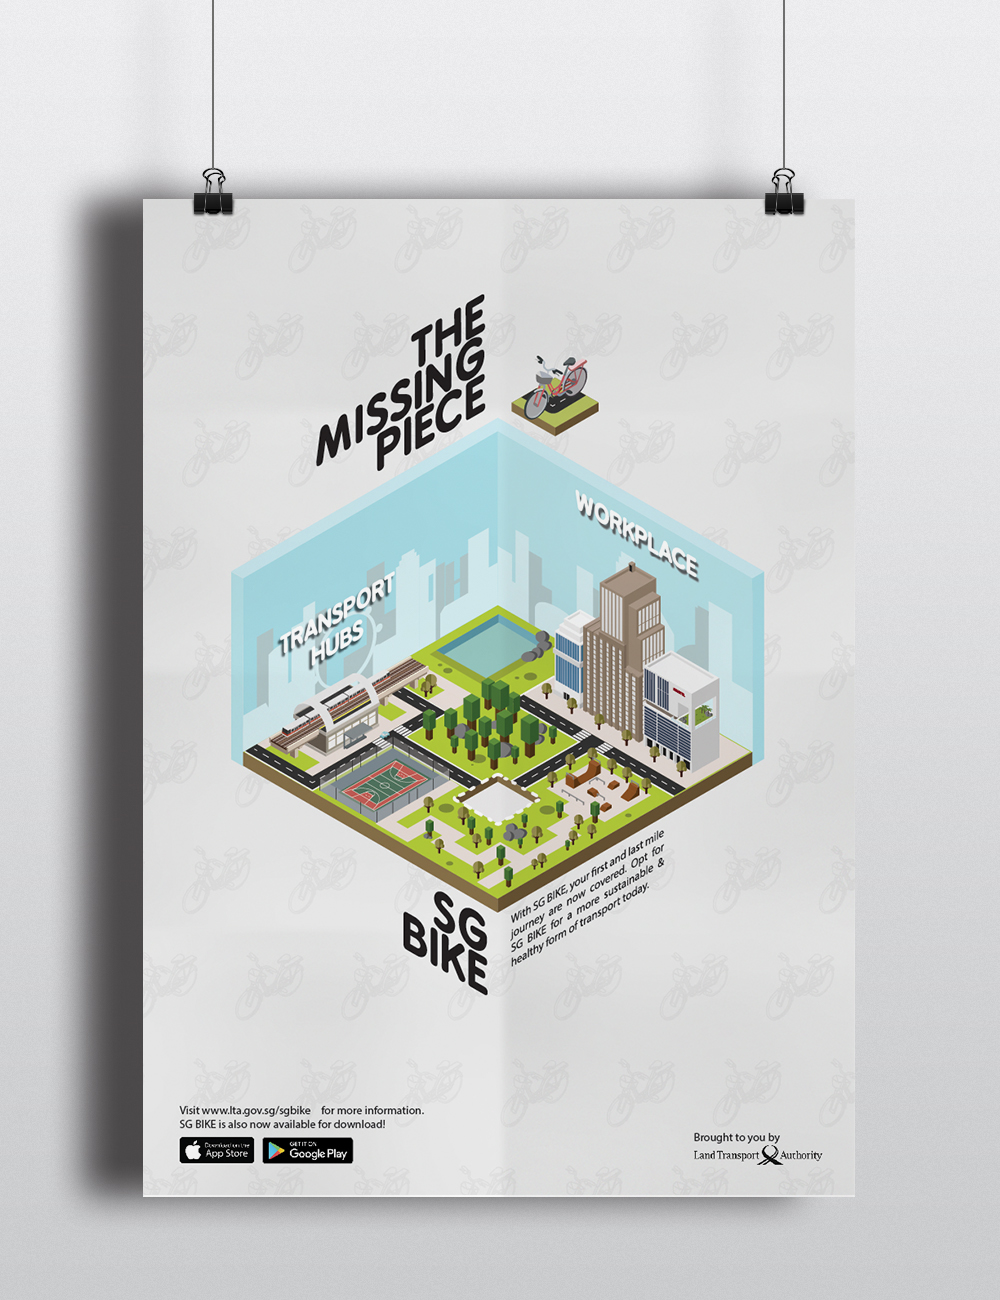 THE
MISSING
PIECE
WORKPLACE
TRANSPORT
HUBS
With SG BIKE, your first and last mile
journey are now covered. Opt for
SG BIKE for a more sustainable &
healthy form of transport today.
SG
BIKE
Visit www.lta.gov.sg/sgbike for more information.
SG BIKE is also now available for download!
Download on the
App Store
GET IT ON
Google Play
Brought to you by
Land Transport Authority